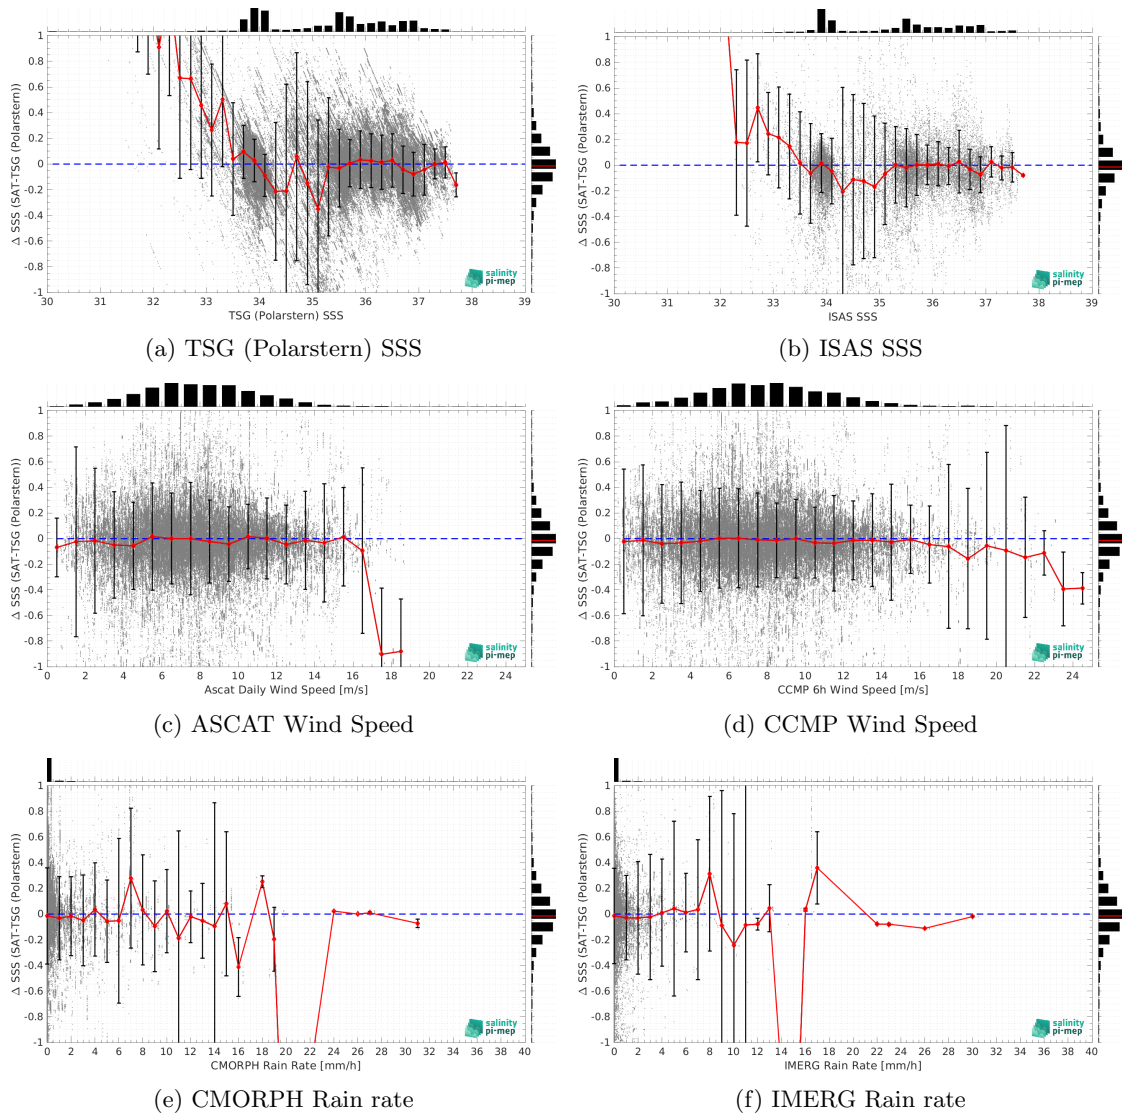 1
0.8
0.6
0.4
0.2
0
-0.2
-0.4
-0.6
-0.8
-1
Δ SSS (SAT-TSG (Polarstern))
30 31 32 33 34 35 36 37 38 39
TSG (Polarstern) SSS
salinity
pi-mep
(a) TSG (Polarstern) SSS
1
0.8
0.6
0.4
0.2
0
-0.2
-0.4
-0.6
-0.8
-1
Δ SSS (SAT-TSG (Polarstern))
30 31 32 33 34 35 36 37 38 39
ISAS SSS
salinity
pi-mep
(b) ISAS SSS
1
0.8
0.6
0.4
0.2
0
-0.2
-0.4
-0.6
-0.8
-1
Δ SSS (SAT-TSG (Polarstern))
0 2 4 6 8 10 12 14 16 18 20 22 24
Ascat Daily Wind Speed [m/s]
salinity
pi-mep
(c) ASCAT Wind Speed
1
0.8
0.6
0.4
0.2
0
-0.2
-0.4
-0.6
-0.8
-1
Δ SSS (SAT-TSG (Polarstern))
0 2 4 6 8 10 12 14 16 18 20 22 24
CCMP 6h Wind Speed [m/s]
salinity
pi-mep
(d) CCMP Wind Speed
1
0.8
0.6
0.4
0.2
0
-0.2
-0.4
-0.6
-0.8
-1
Δ SSS (SAT-TSG (Polarstern))
0 2 4 6 8 10 12 14 16 18 20 22 24 26 28 30 32 34 36 38 40
CMORPH Rain Rate [mm/h]
salinity
pi-mep
(e) CMORPH Rain rate
1
0.8
0.6
0.4
0.2
0
-0.2
-0.4
-0.6
-0.8
-1
Δ SSS (SAT-TSG (Polarstern))
0 2 4 6 8 10 12 14 16 18 20 22 24 26 28 30 32 34 36 38 40
IMERG Rain Rate [mm/h]
salinity
pi-mep
(f) IMERG Rain rate